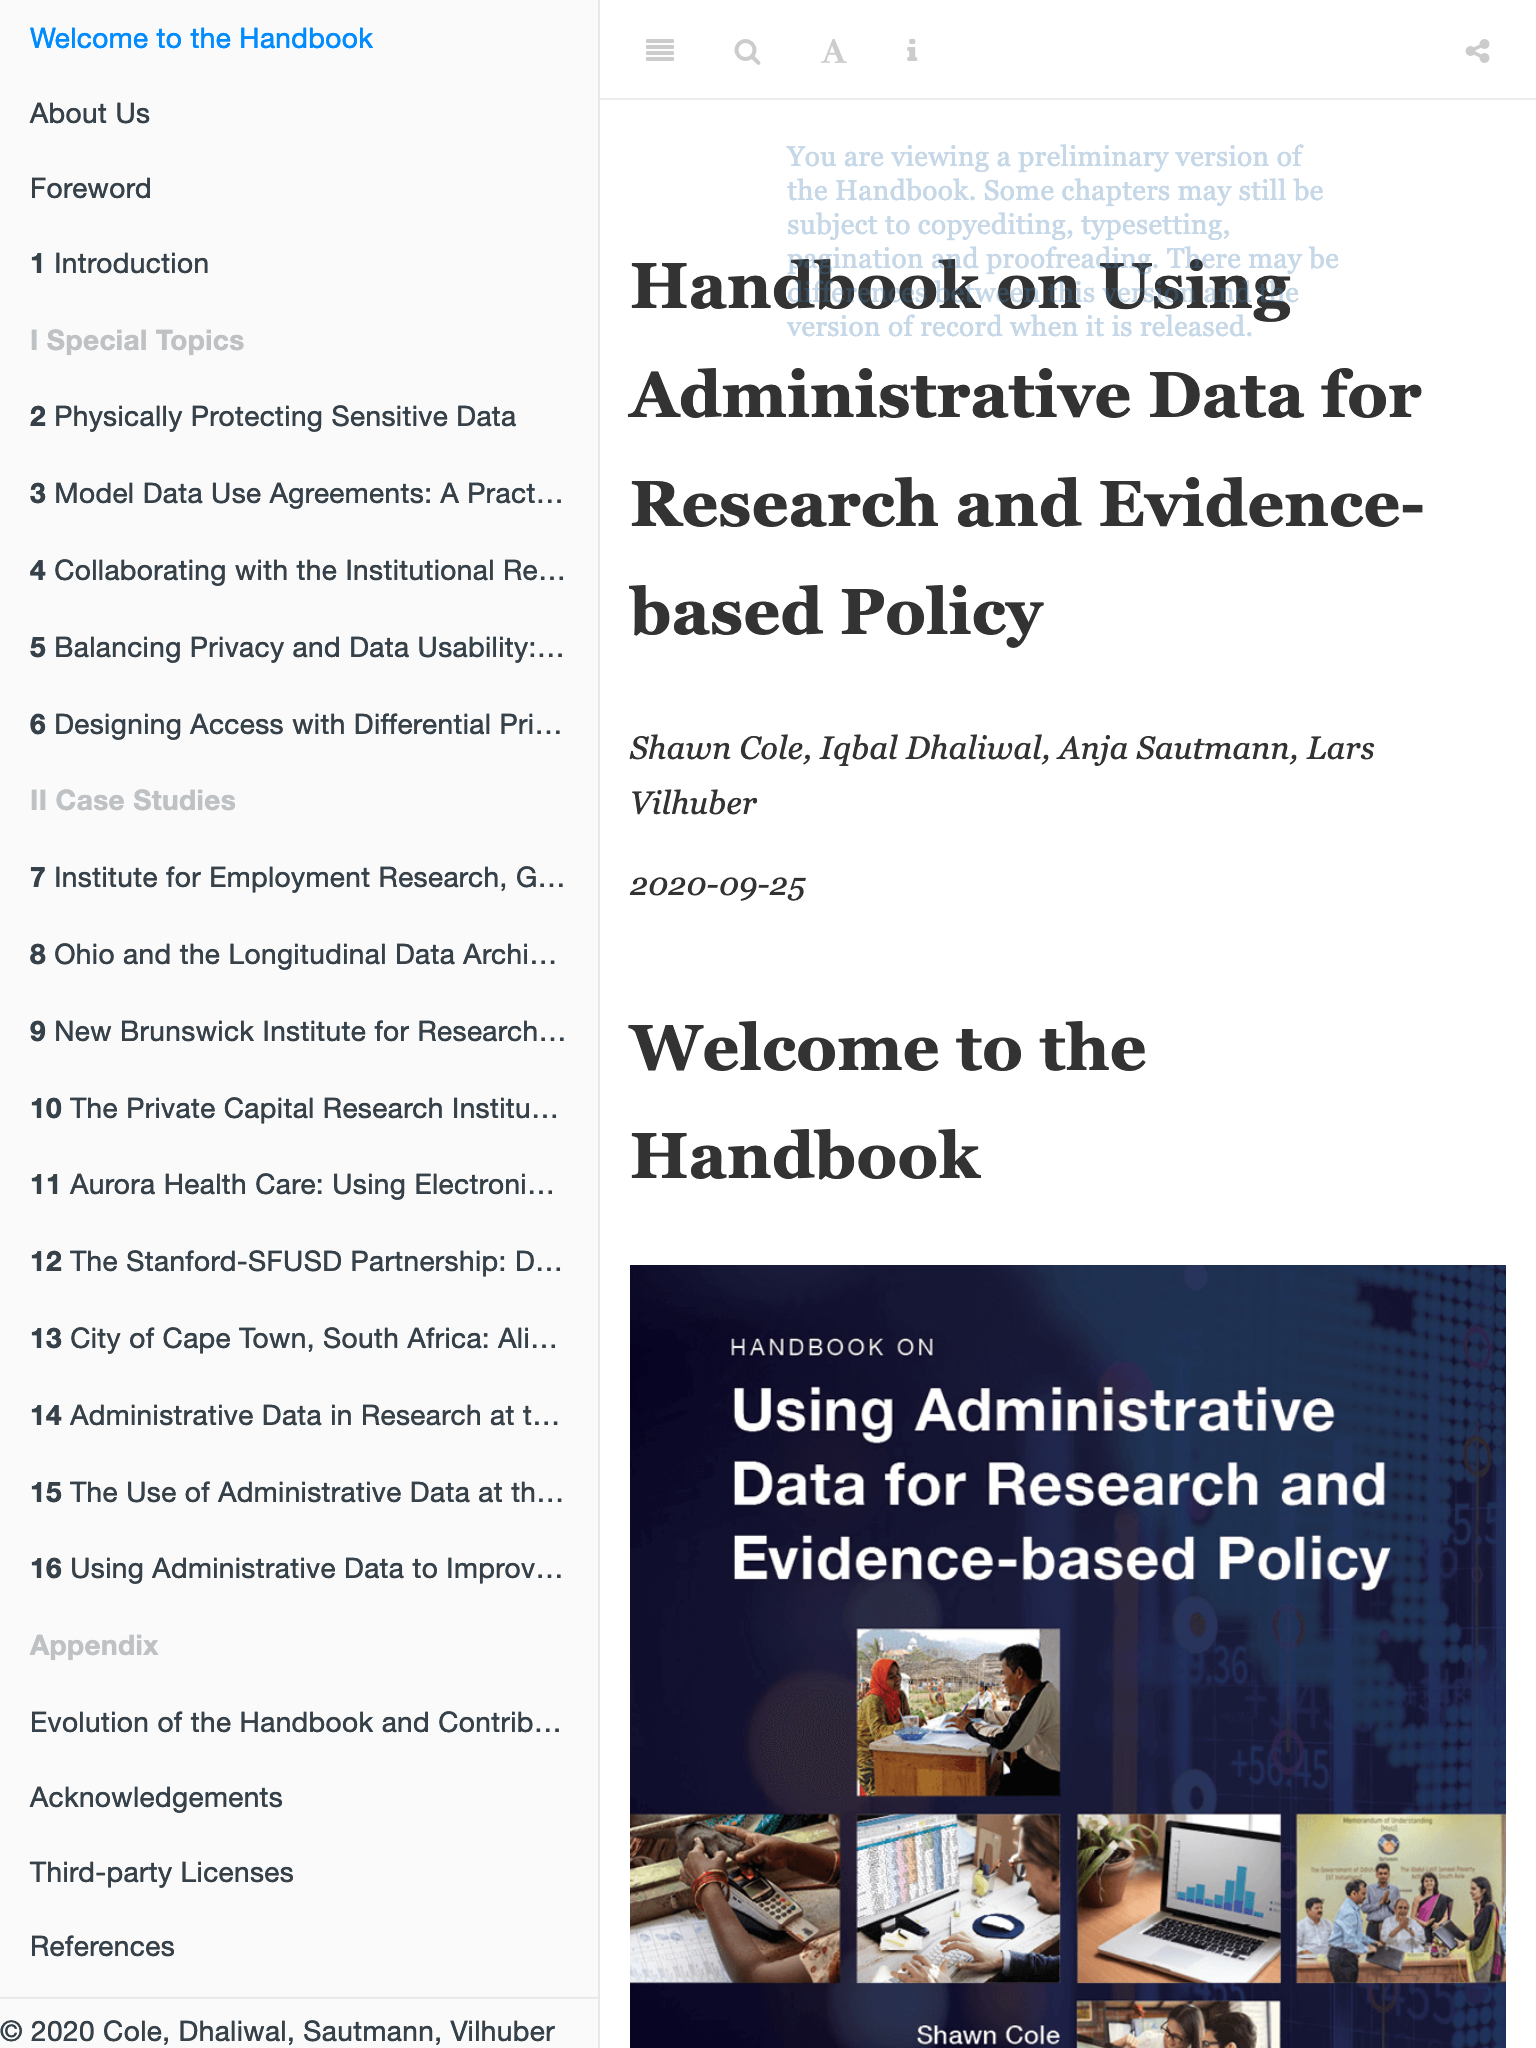 Welcome to the Handbook
About Us
Foreword
1 Introduction
I Special Topics
2 Physically Protecting Sensitive Data
3 Model Data Use Agreements: A Pract…
4 Collaborating with the Institutional Re…
5 Balancing Privacy and Data Usability:…
6 Designing Access with Differential Pri…
II Case Studies
7 Institute for Employment Research, G…
8 Ohio and the Longitudinal Data Archi…
9 New Brunswick Institute for Research…
10 The Private Capital Research Institu…
11 Aurora Health Care: Using Electroni…
12 The Stanford-SFUSD Partnership: D…
13 City of Cape Town, South Africa: Ali…
14 Administrative Data in Research at t…
15 The Use of Administrative Data at th…
16 Using Administrative Data to Improv…
Appendix
Evolution of the Handbook and Contrib…
Acknowledgements
Third-party Licenses
References
© 2020 Cole, Dhaliwal, Sautmann, Vilhuber
You are viewing a preliminary version of
the Handbook. Some chapters may still be
subject to copyediting, typesetting,
pagination and proofreading. There may be
differences between this version and the
version of record when it is released.
Handbook on Using
Administrative Data for
Research and Evidence-
based Policy
Shawn Cole, Iqbal Dhaliwal, Anja Sautmann, Lars
Vilhuber
2020-09-25
Welcome to the
Handbook
HANDBOOK ON
Using Administrative
Data for Research and
Evidence-based Policy
+56.45
Memorandum of Understanding
Shawn Cole